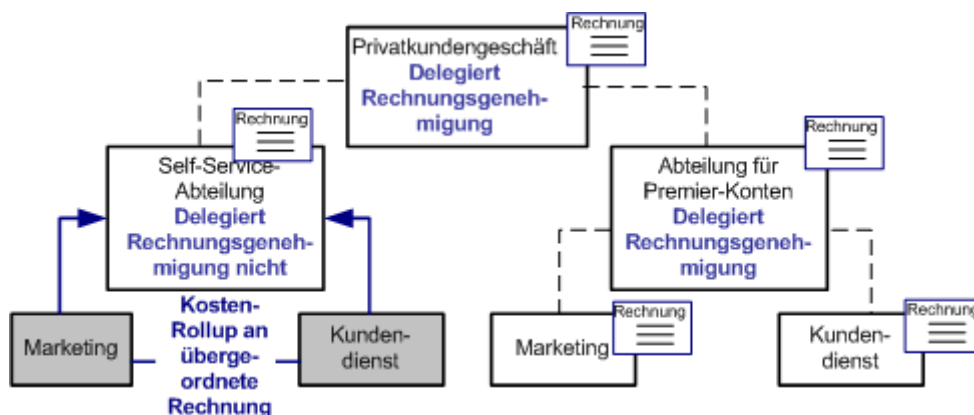 Rechnung
Privatkundengeschäft
Delegiert
Rechnungsgeneh-
migung
Rechnung
Self-Service-
Abteilung
Delegiert
Rechnungsgeneh-
migung nicht
Rechnung
Abteilung für
Premier-Konten
Delegiert
Rechnungsgeneh-
migung
Marketing
Kosten-
Rollup an
überge-
ordnete
Rechnung
Kunden-
dienst
Rechnung
Marketing
Rechnung
Kunden-
dienst